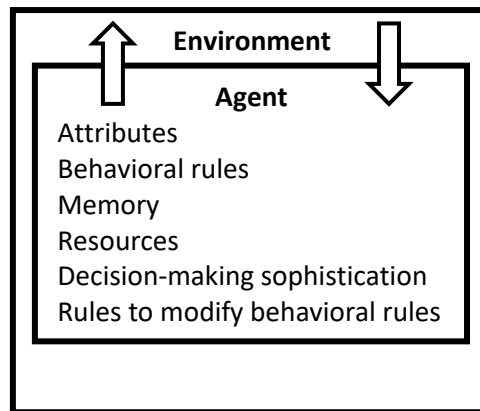 Environment
Agent
Attributes
Behavioral rules
Memory
Resources
Decision-making sophistication
Rules to modify behavioral rules